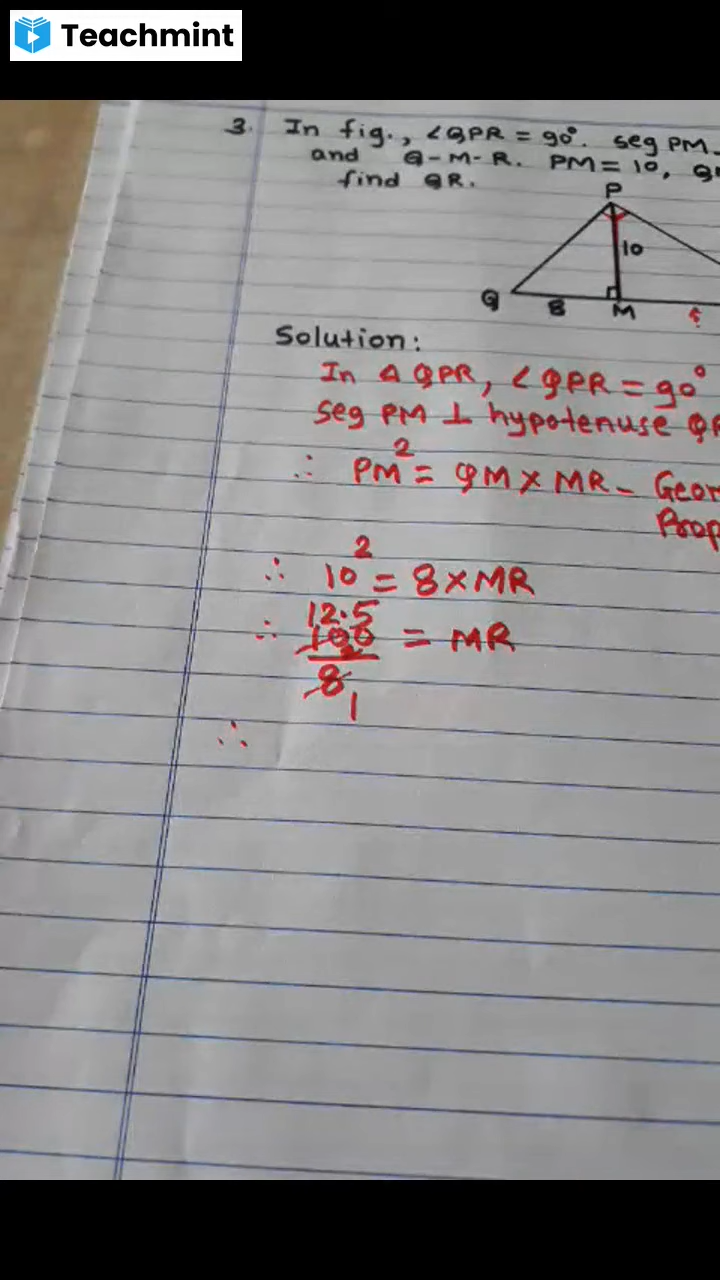 Teachmint
3. In fig., ∠QPR = 90°. seg PM
and Q-M-R. PM = 10,
find QR.
P
10
Q 8 M
Solution:
In △QPR, ∠QPR = 90°
seg PM ⊥ hypotenuse
∴ PM² = QM × MR -
∴ 10² = 8 × MR
12.5
∴ 100 = MR
8
1
∴